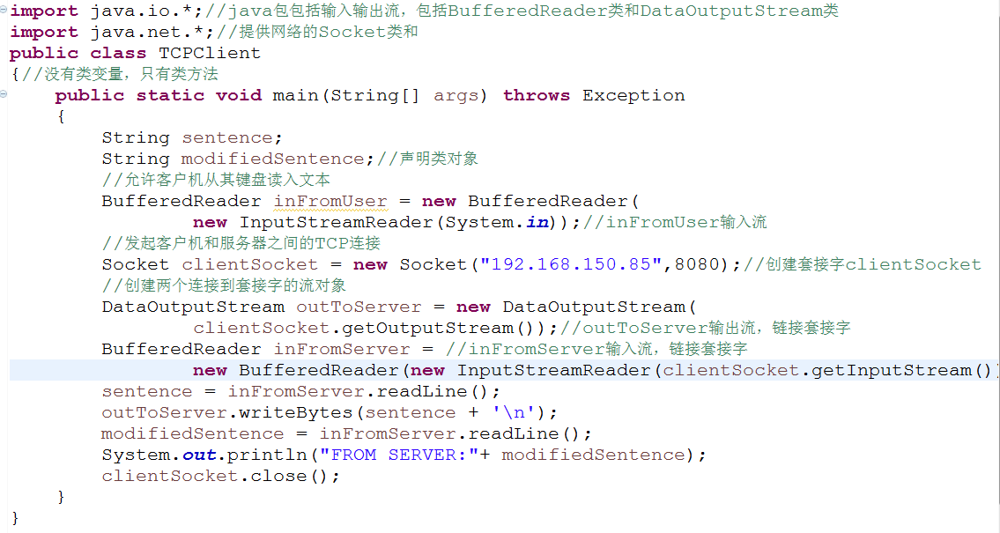 import java.io.*;//java包包括输入输出流，包括BufferedReader类和DataOutputStream类
import java.net.*;//提供网络的Socket类和
public class TCPClient
{//没有类变量，只有类方法
    public static void main(String[] args) throws Exception
    {
        String sentence;
        String modifiedSentence;//声明类对象
        //允许客户机从其键盘读入文本
        BufferedReader inFromUser = new BufferedReader(
                new InputStreamReader(System.in));//inFromUser输入流
        //发起客户机和服务器之间的TCP连接
        Socket clientSocket = new Socket("192.168.150.85",8080);//创建套接字clientSocket
        //创建两个连接到套接字的流对象
        DataOutputStream outToServer = new DataOutputStream(
                clientSocket.getOutputStream());//outToServer输出流，链接套接字
        BufferedReader inFromServer = //inFromServer输入流，链接套接字
                new BufferedReader(new InputStreamReader(clientSocket.getInputStream())
        sentence = inFromServer.readLine();
        outToServer.writeBytes(sentence + '\n');
        modifiedSentence = inFromServer.readLine();
        System.out.println("FROM SERVER:"+ modifiedSentence);
        clientSocket.close();
    }
}